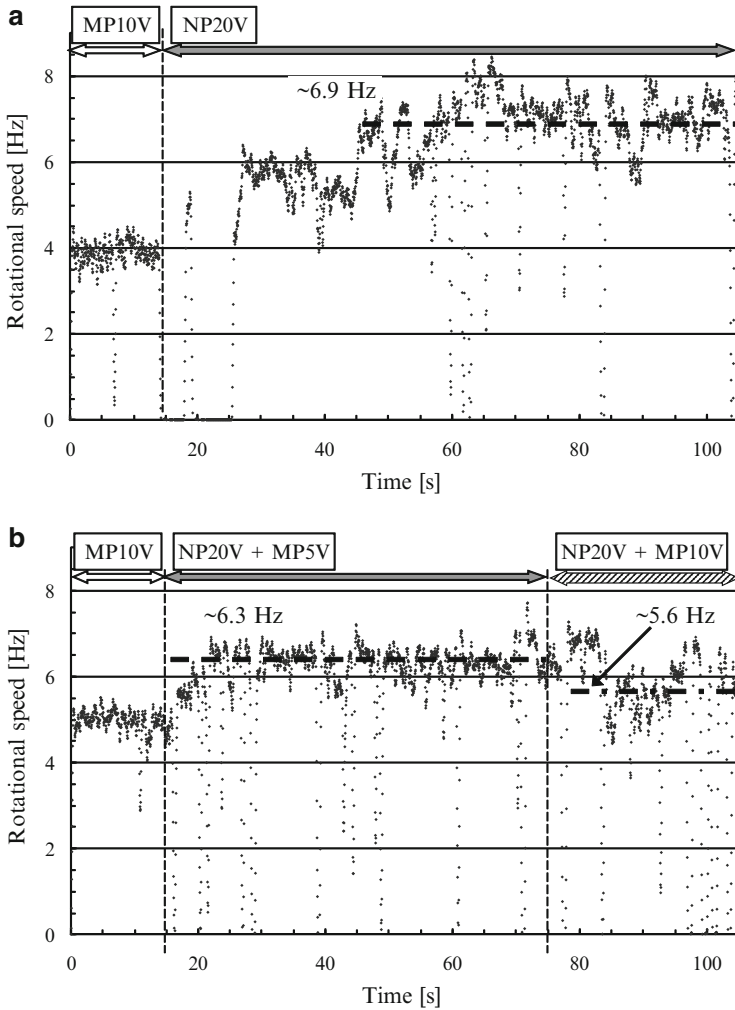 a
MP10V NP20V
8
~6.9 Hz
6
4
2
0
Rotational speed [Hz]
0 20 40 60 80 100
Time [s]
b
MP10V NP20V + MP5V NP20V + MP10V
8
~6.3 Hz ~5.6 Hz
6
4
2
0
Rotational speed [Hz]
0 20 40 60 80 100
Time [s]